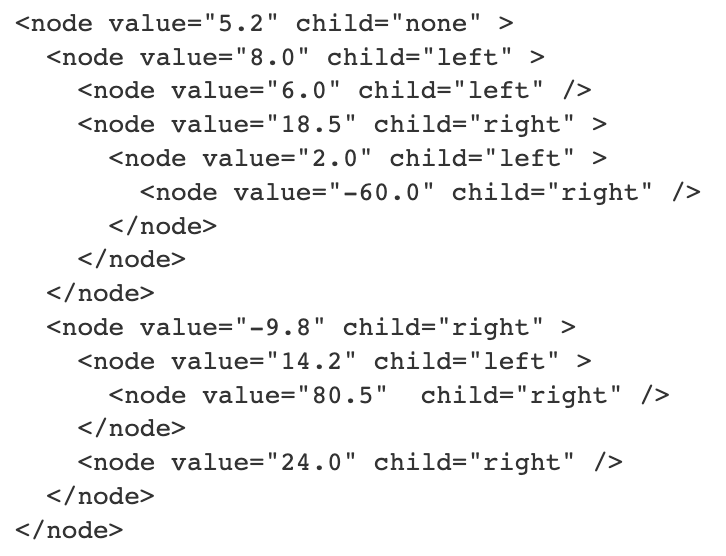 <node value="5.2" child="none" >
  <node value="8.0" child="left" >
    <node value="6.0" child="left" />
    <node value="18.5" child="right" >
      <node value="2.0" child="left" >
        <node value="-60.0" child="right" />
      </node>
    </node>
  </node>
  <node value="-9.8" child="right" >
    <node value="14.2" child="left" >
      <node value="80.5"  child="right" />
    </node>
    <node value="24.0" child="right" />
  </node>
</node>